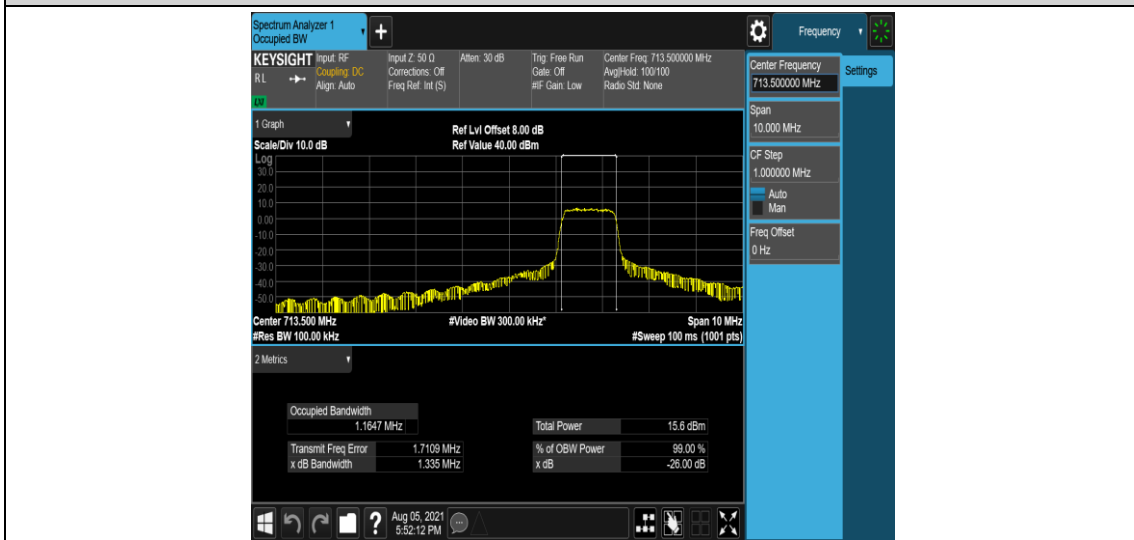 Spectrum Analyzer 1
Occupied BW
+
Frequency
KEYSIGHT
RL
LXI
Input: RF
Coupling: DC
Align: Auto
Input Z: 50 Ω
Corrections: Off
Freq Ref: Int (S)
Atten: 30 dB
Trig: Free Run
Gate: Off
#IF Gain: Low
Center Freq: 713.500000 MHz
Avg|Hold: 100/100
Radio Std: None
Center Frequency
713.500000 MHz
Settings
Span
10.000 MHz
CF Step
1.000000 MHz
Auto
Man
Freq Offset
0 Hz
1 Graph
Ref Lvl Offset 8.00 dB
Scale/Div 10.0 dB
Ref Value 40.00 dBm
Log
30.0
20.0
10.0
0.00
-10.0
-20.0
-30.0
-40.0
-50.0
Center 713.500 MHz
#Video BW 300.00 kHz*
Span 10 MHz
#Res BW 100.00 kHz
#Sweep 100 ms (1001 pts)
2 Metrics
Occupied Bandwidth
1.1647 MHz
Total Power 15.6 dBm
Transmit Freq Error 1.7109 MHz
% of OBW Power 99.00 %
x dB Bandwidth 1.335 MHz
x dB -26.00 dB
?
Aug 05, 2021
5:52:12 PM